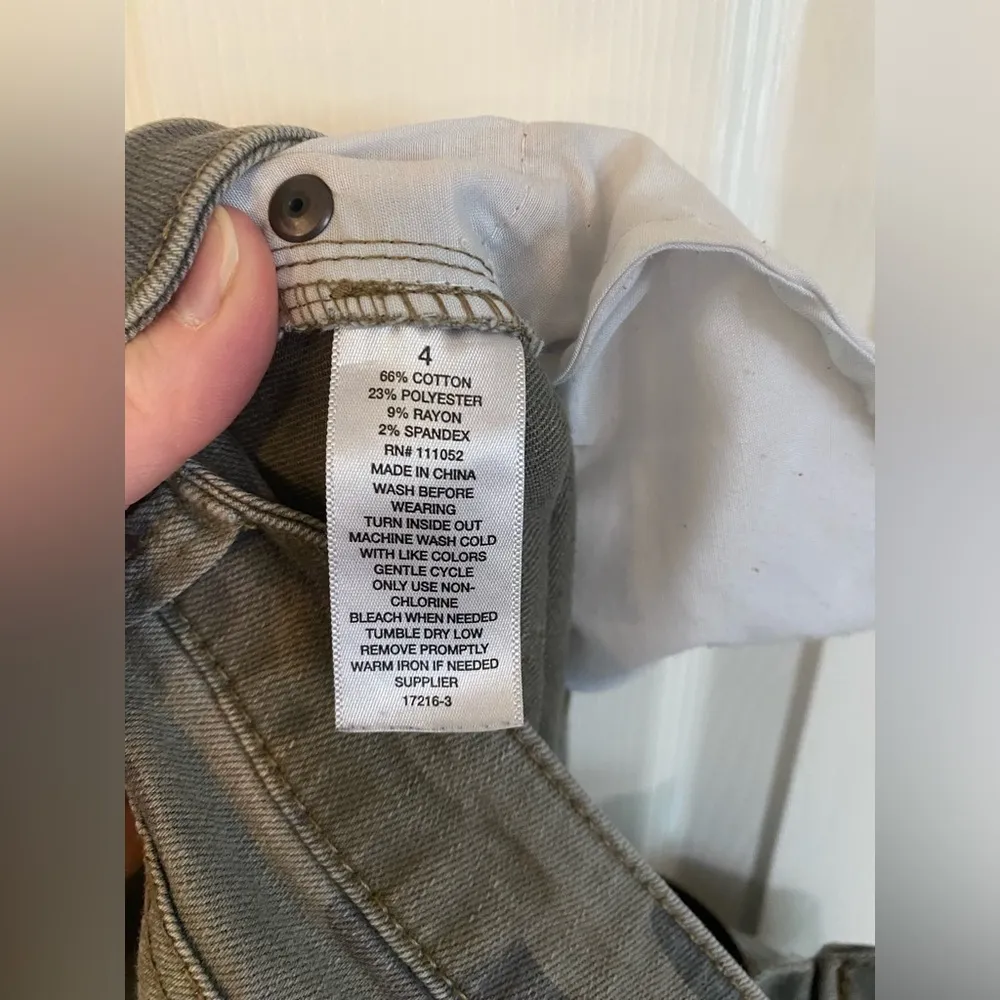 4
66% COTTON
23% POLYESTER
9% RAYON
2% SPANDEX
RN# 111052
MADE IN CHINA
WASH BEFORE
WEARING
TURN INSIDE OUT
MACHINE WASH COLD
WITH LIKE COLORS
GENTLE CYCLE
ONLY USE NON-
CHLORINE
BLEACH WHEN NEEDED
TUMBLE DRY LOW
REMOVE PROMPTLY
WARM IRON IF NEEDED
SUPPLIER
17216-3